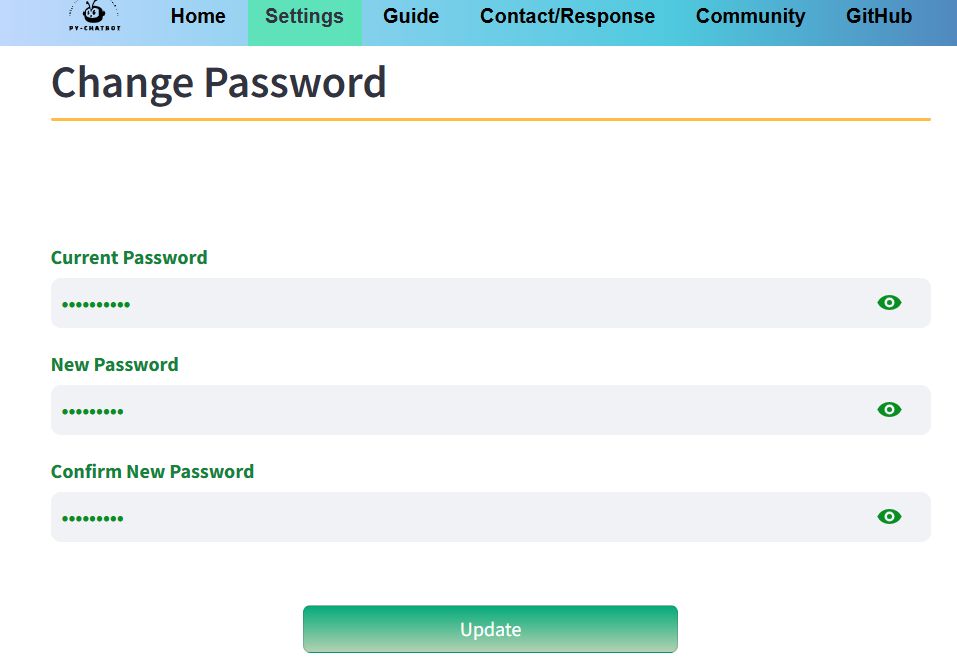 PY-CHATBOT
Home Settings Guide Contact/Response Community GitHub
Change Password
Current Password
••••••••••
New Password
•••••••••
Confirm New Password
•••••••••
Update